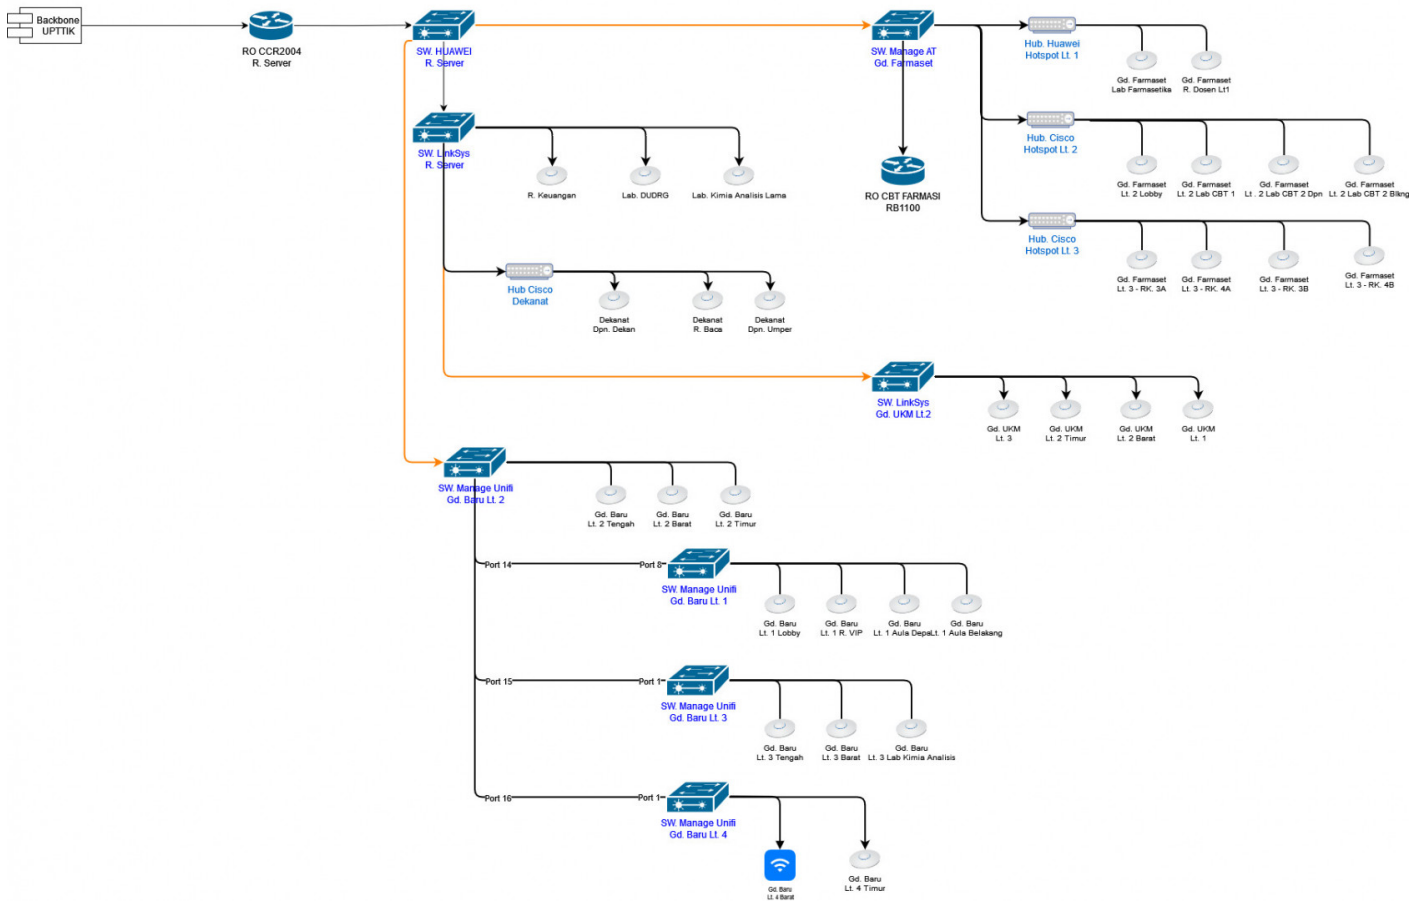 Backbone
UPTTIK
RO CCR2004
R. Server
SW. HUAWEI
R. Server
SW. Manage AT
Gd. Farmaset
Hub. Huawei
Hotspot Lt. 1
Gd. Farmaset
Lab Farmasetika
Gd. Farmaset
R. Dosen Lt1
SW. LinkSys
R. Server
R. Keuangan
Lab. DUDRG
Lab. Kimia Analisis Lama
RO CBT FARMASI
RB1100
Hub. Cisco
Hotspot Lt. 2
Gd. Farmaset
Lt. 2 Lobby
Gd. Farmaset
Lt. 2 Lab CBT 1
Gd. Farmaset
Lt . 2 Lab CBT 2 Dpn
Gd. Farmaset
Lt. 2 Lab CBT 2 Blkng
Hub. Cisco
Hotspot Lt. 3
Gd. Farmaset
Lt. 3 - RK. 3A
Gd. Farmaset
Lt. 3 - RK. 4A
Gd. Farmaset
Lt. 3 - RK. 3B
Gd. Farmaset
Lt. 3 - RK. 4B
Hub Cisco
Dekanat
Dekanat
Dpn. Dekan
Dekanat
R. Baca
Dekanat
Dpn. Umper
SW. LinkSys
Gd. UKM Lt.2
Gd. UKM
Lt. 3
Gd. UKM
Lt. 2 Timur
Gd. UKM
Lt. 2 Barat
Gd. UKM
Lt. 1
SW. Manage Unifi
Gd. Baru Lt. 2
Gd. Baru
Lt. 2 Tengah
Gd. Baru
Lt. 2 Barat
Gd. Baru
Lt. 2 Timur
Port 14
Port 8
SW. Manage Unifi
Gd. Baru Lt. 1
Gd. Baru
Lt. 1 Lobby
Gd. Baru
Lt. 1 R. VIP
Gd. Baru
Lt. 1 Aula Depa
Gd. Baru
Lt. 1 Aula Belakang
Port 15
Port 1
SW. Manage Unifi
Gd. Baru Lt. 3
Gd. Baru
Lt. 3 Tengah
Gd. Baru
Lt. 3 Barat
Gd. Baru
Lt. 3 Lab Kimia Analisis
Port 16
Port 1
SW. Manage Unifi
Gd. Baru Lt. 4
Gd. Baru
Lt. 4 Barat
Gd. Baru
Lt. 4 Timur